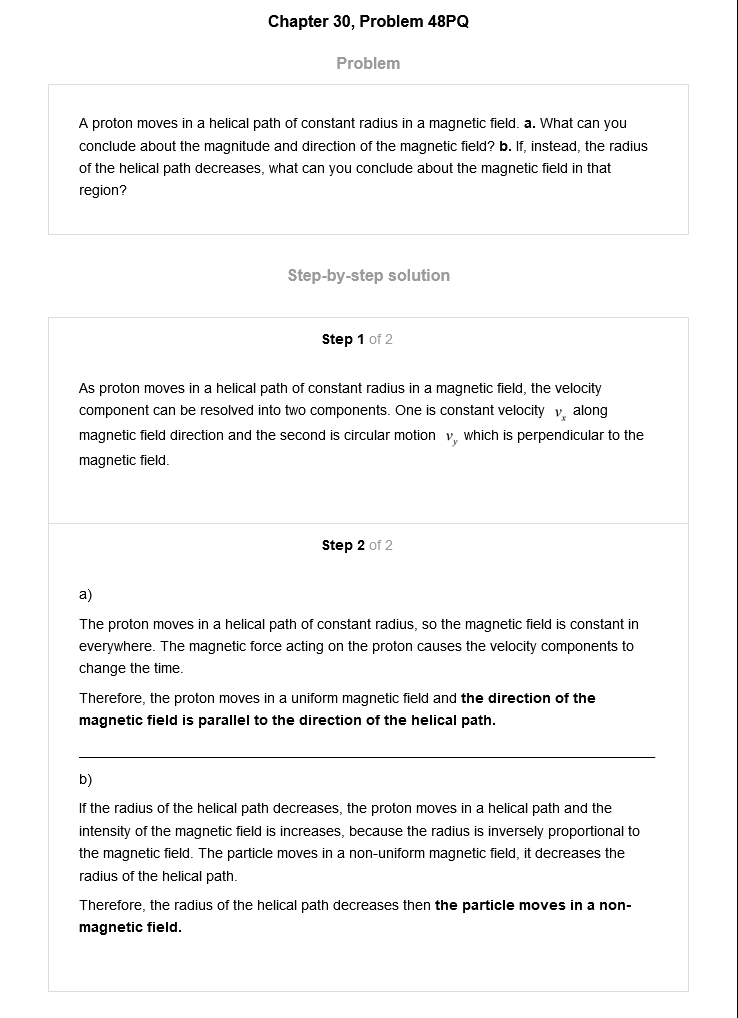 Chapter 30, Problem 48PQ
Problem
A proton moves in a helical path of constant radius in a magnetic field. a. What can you
conclude about the magnitude and direction of the magnetic field? b. If, instead, the radius
of the helical path decreases, what can you conclude about the magnetic field in that
region?
Step-by-step solution
Step 1 of 2
As proton moves in a helical path of constant radius in a magnetic field, the velocity
component can be resolved into two components. One is constant velocity v_x along
magnetic field direction and the second is circular motion v_y which is perpendicular to the
magnetic field.
Step 2 of 2
a)
The proton moves in a helical path of constant radius, so the magnetic field is constant in
everywhere. The magnetic force acting on the proton causes the velocity components to
change the time.
Therefore, the proton moves in a uniform magnetic field and the direction of the
magnetic field is parallel to the direction of the helical path.
b)
If the radius of the helical path decreases, the proton moves in a helical path and the
intensity of the magnetic field is increases, because the radius is inversely proportional to
the magnetic field. The particle moves in a non-uniform magnetic field, it decreases the
radius of the helical path.
Therefore, the radius of the helical path decreases then the particle moves in a non-
magnetic field.